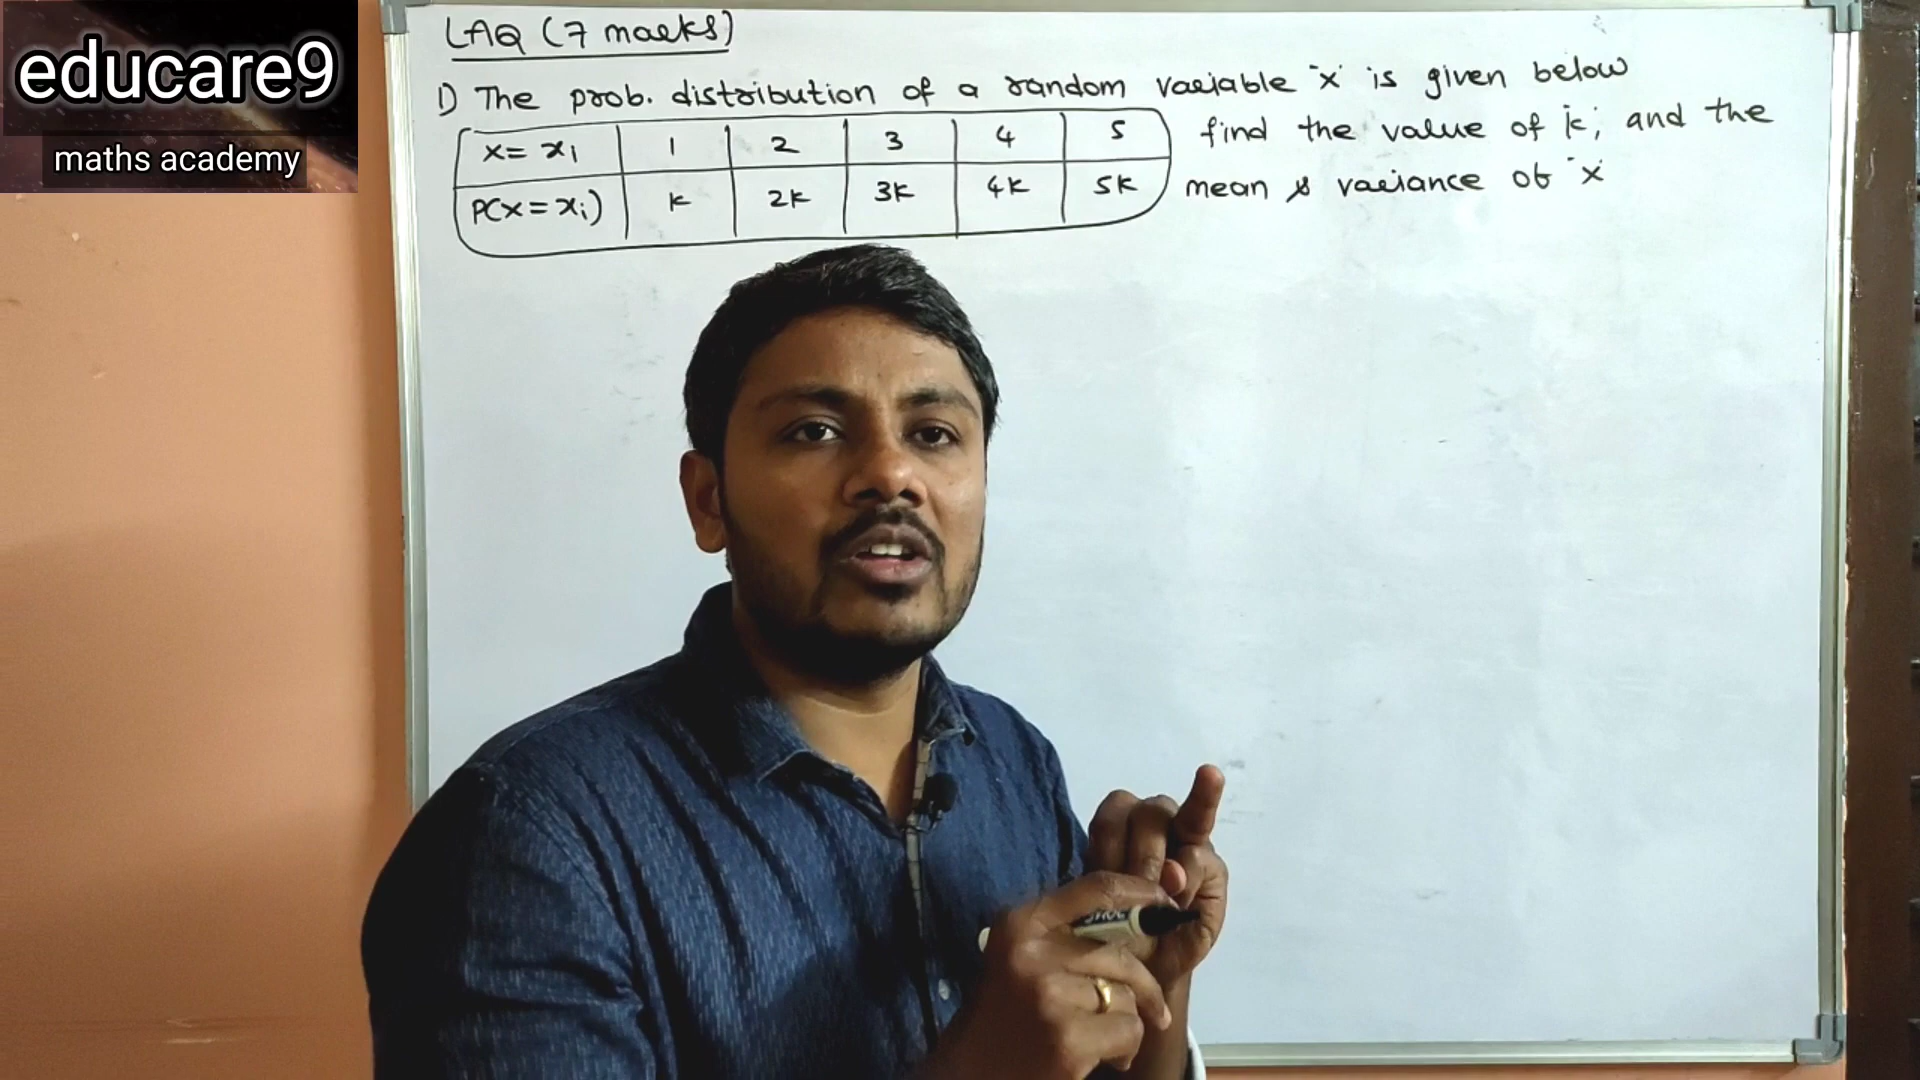 educare9
maths academy
LAQ (7 marks)
1) The prob. distribution of a random variable 'x' is given below
x = xi 1 2 3 4 5
P(x = xi) k 2k 3k 4k 5k
find the value of k; and the
mean & variance of 'x'